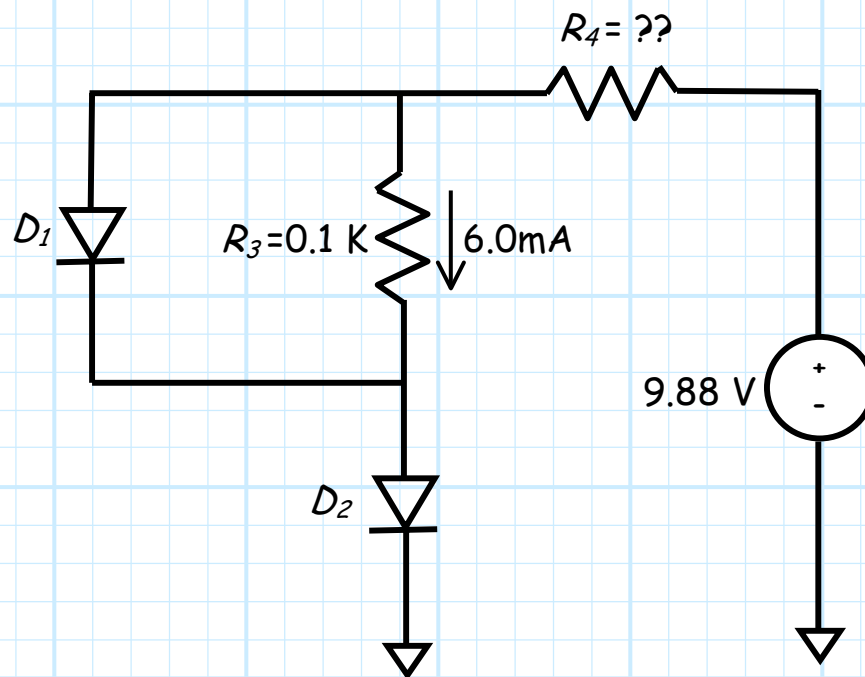 R₄= ??
D₁
R₃=0.1 K
6.0mA
+
9.88 V
-
D₂